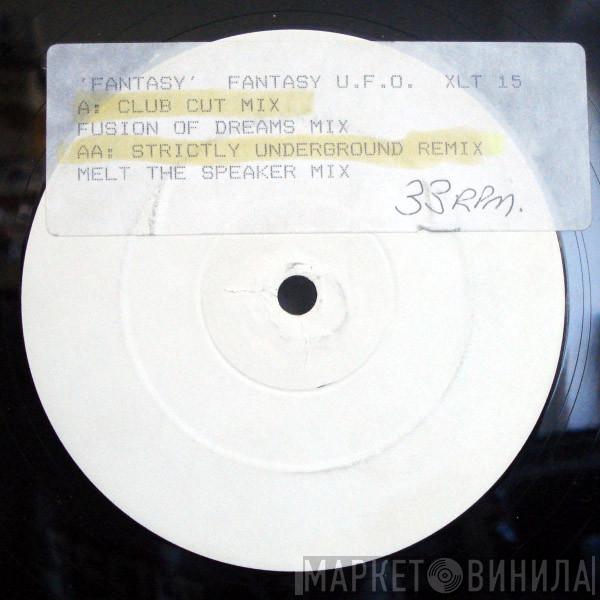 'FANTASY' FANTASY U.F.O. XLT 15
A: CLUB CUT MIX
FUSION OF DREAMS MIX
AA: STRICTLY UNDERGROUND REMIX
MELT THE SPEAKER MIX
33 RPM.
МАРКЕТ ВИНИЛА